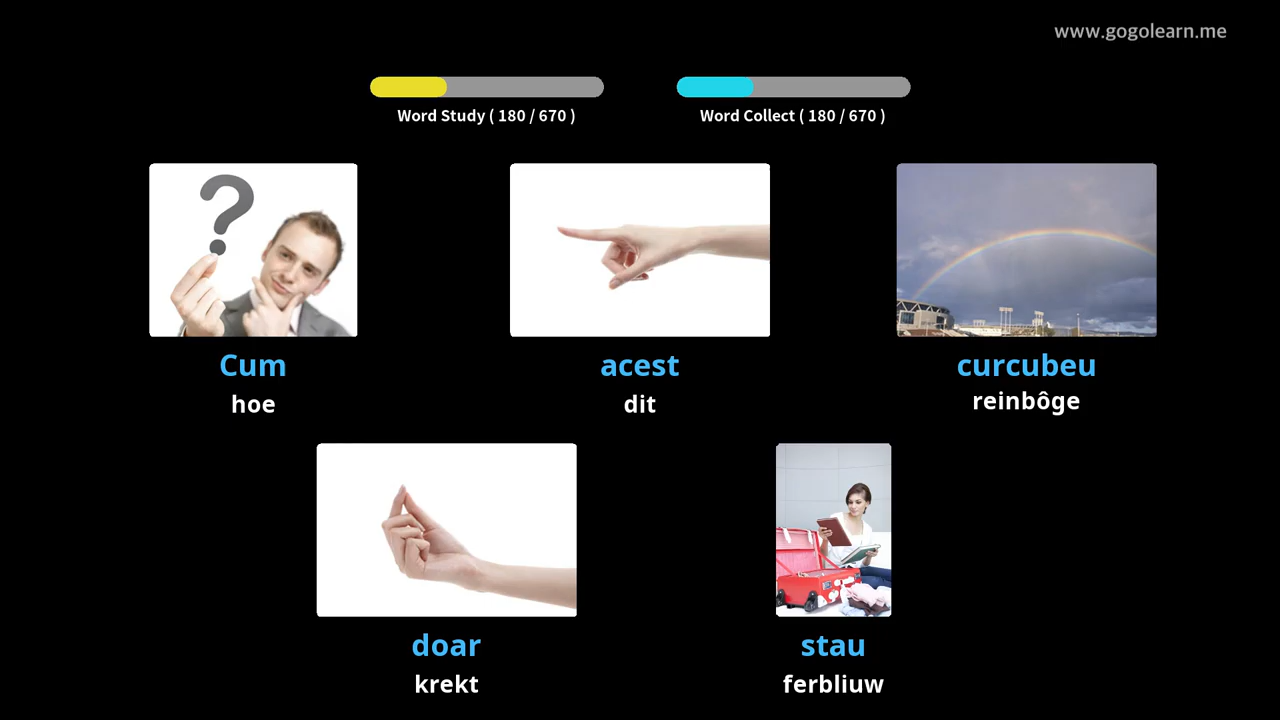 www.gogolearn.me
Word Study ( 180 / 670 )
Word Collect ( 180 / 670 )
Cum
hoe
acest
dit
curcubeu
reinbôge
doar
krekt
stau
ferbliuw